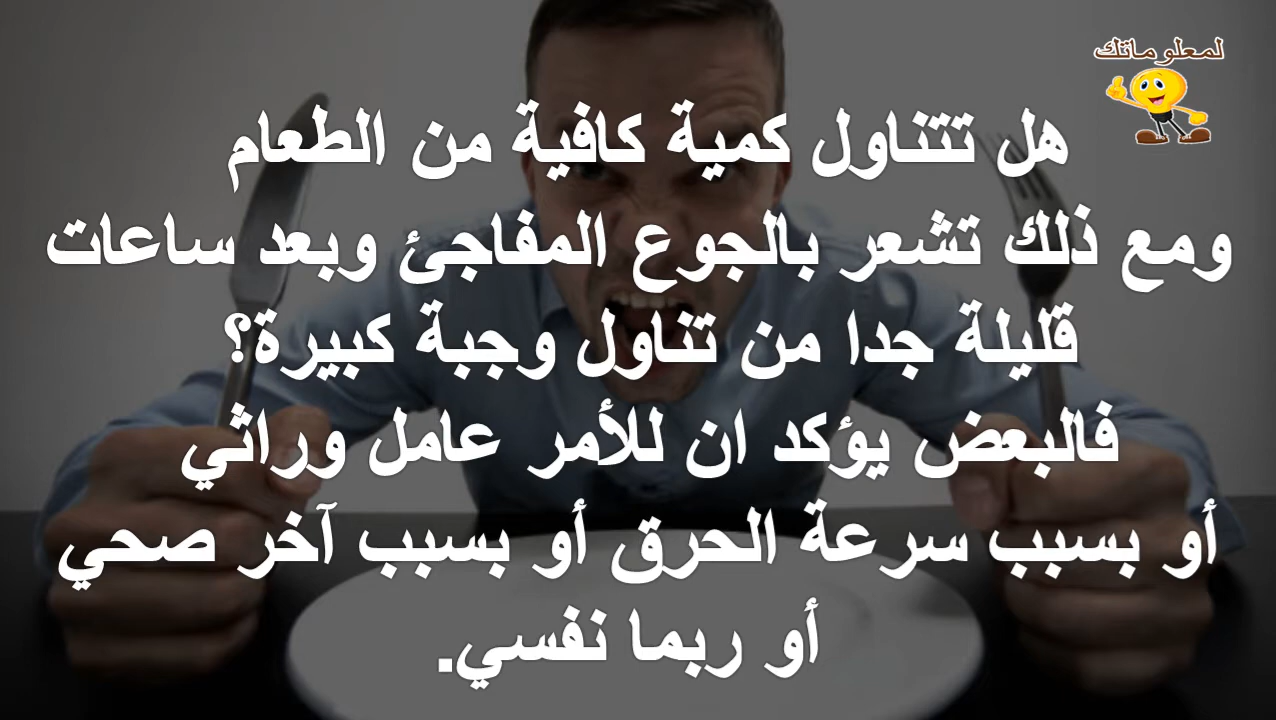 لمعلوماتك
هل تتناول كمية كافية من الطعام
ومع ذلك تشعر بالجوع المفاجئ وبعد ساعات
قليلة جدا من تناول وجبة كبيرة؟
فالبعض يؤكد ان للأمر عامل وراثي
أو بسبب سرعة الحرق أو بسبب آخر صحي
أو ربما نفسي.